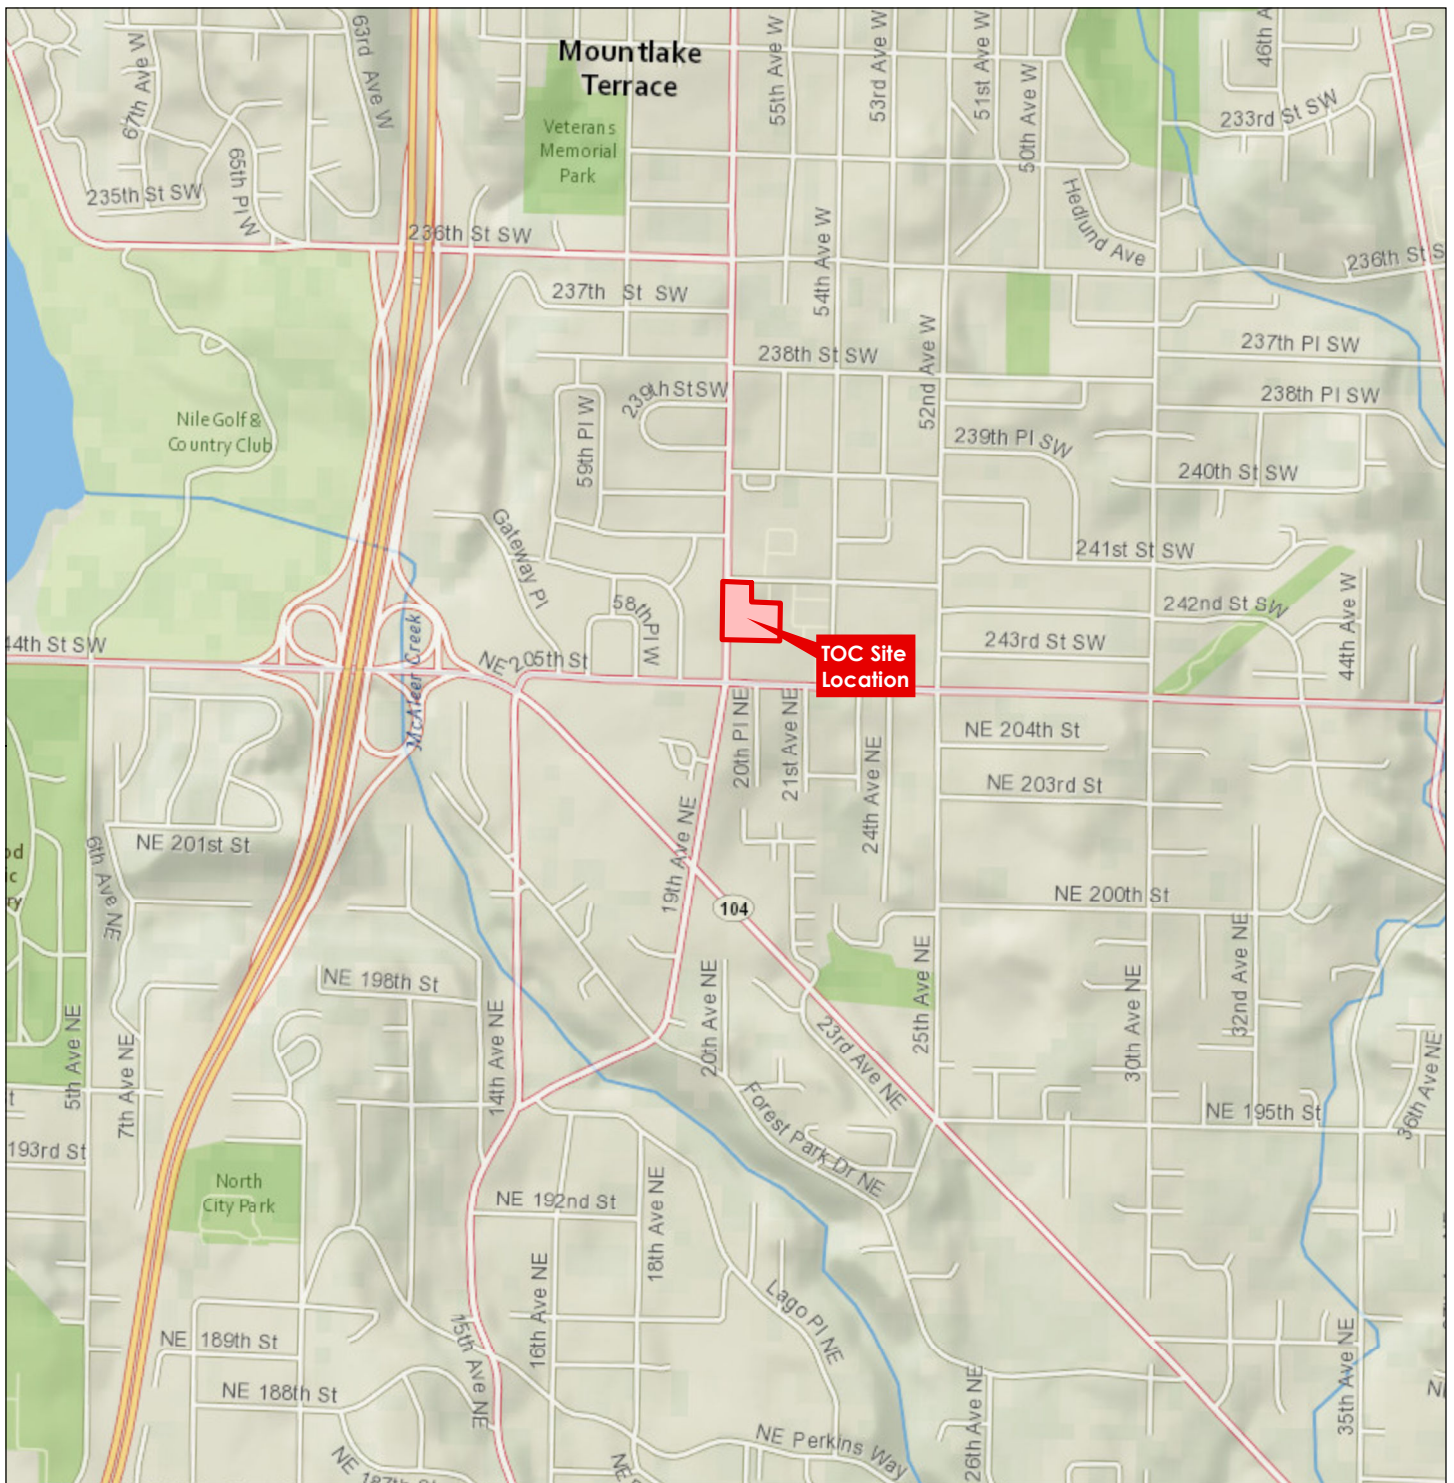 Mountlake
Terrace
Veterans
Memorial
Park
63rd Ave W
67th Ave W
65th Pl W
235th St SW
55th Ave W
53rd Ave W
51st Ave W
50th Ave W
46th A
233rd St SW
Hedlund Ave
236th St SW
236th St S
237th St SW
54th Ave W
52nd Ave W
237th Pl SW
238th St SW
238th Pl SW
239th St SW
59th Pl W
239th Pl SW
240th St SW
Nile Golf &
Country Club
Gateway Pl
241st St SW
58th Pl W
242nd St SW
44th Ave W
243rd St SW
44th St SW
McAleer Creek
NE 205th St
TOC Site
Location
20th Pl NE
21st Ave NE
24th Ave NE
NE 204th St
NE 203rd St
19th Ave NE
NE 201st St
6th Ave NE
od
ic
ry
104
NE 200th St
25th Ave NE
32nd Ave NE
30th Ave NE
NE 198th St
20th Ave NE
14th Ave NE
23rd Ave NE
5th Ave NE
7th Ave NE
36th Ave NE
t
NE 195th St
Forest Park Dr NE
193rd St
North
City Park
NE 192nd St
18th Ave NE
16th Ave NE
Lago Pl NE
15th Ave NE
NE 189th St
NE 188th St
35th Ave NE
26th Ave NE
NE Perkins Way
NE 187th St